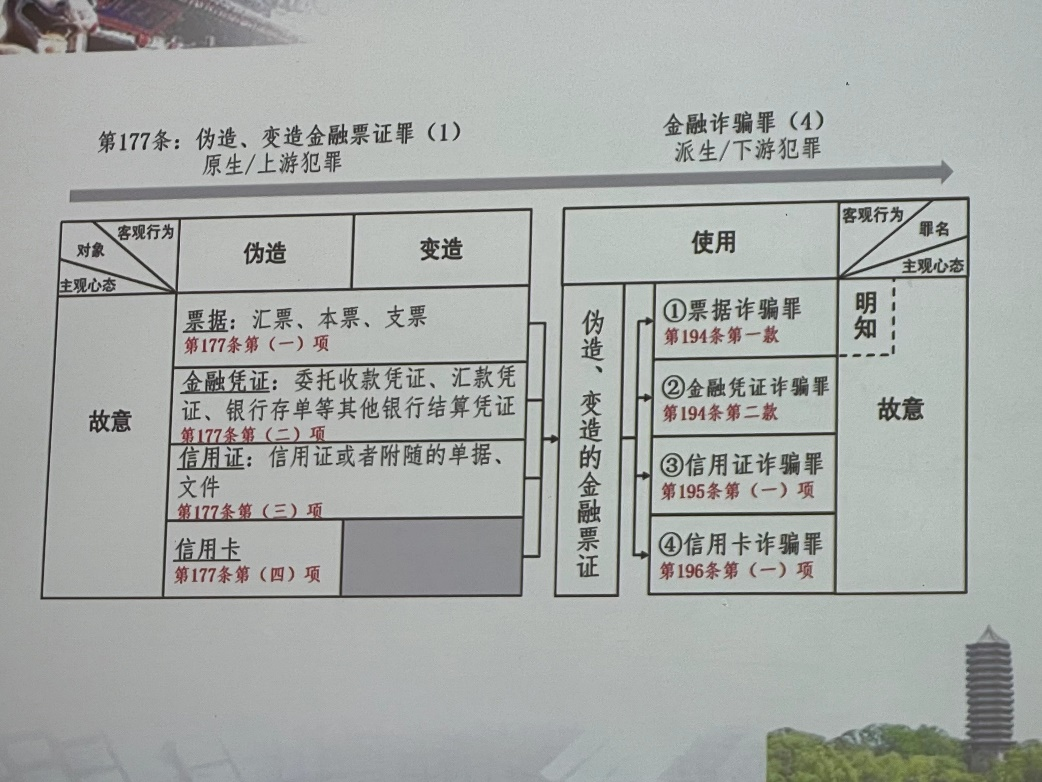 第177条：伪造、变造金融票证罪（1）
原生/上游犯罪
金融诈骗罪（4）
派生/下游犯罪
客观行为
对象
主观心态
伪造
变造
使用
客观行为
罪名
主观心态
故意
票据：汇票、本票、支票
第177条第（一）项
金融凭证：委托收款凭证、汇款凭
证、银行存单等其他银行结算凭证
第177条第（二）项
信用证：信用证或者附随的单据、
文件
第177条第（三）项
信用卡
第177条第（四）项
伪造、变造的金融票证
①票据诈骗罪
第194条第一款
②金融凭证诈骗罪
第194条第二款
③信用证诈骗罪
第195条第（一）项
④信用卡诈骗罪
第196条第（一）项
明
知
故意